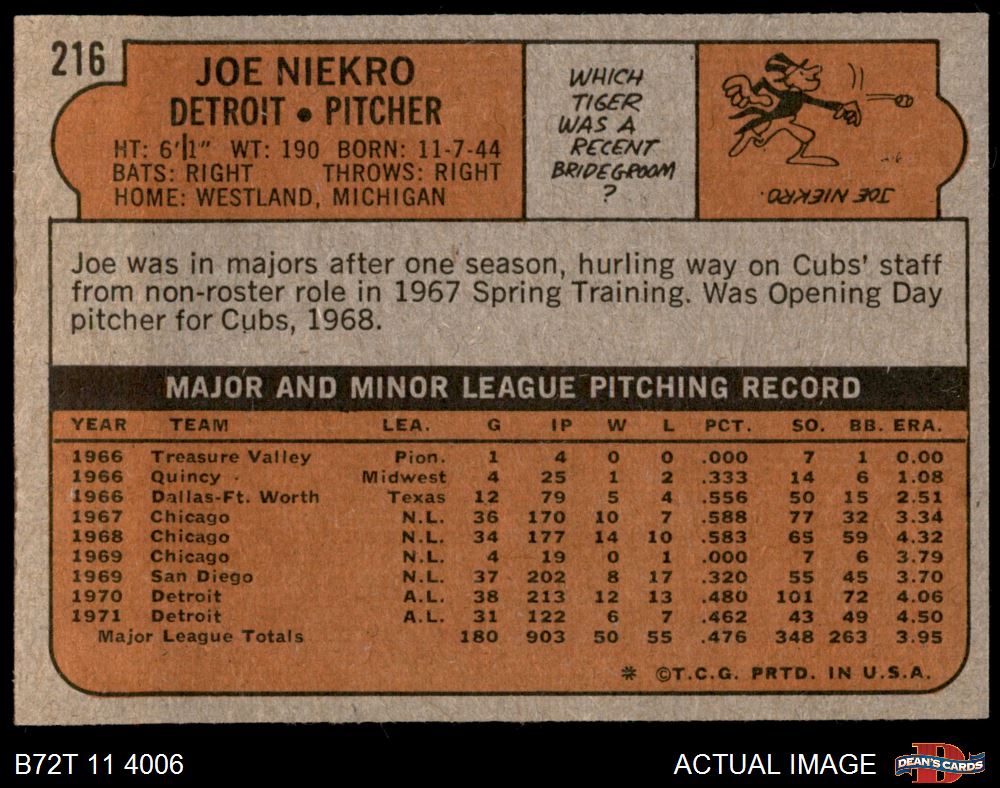 216
JOE NIEKRO
DETROIT • PITCHER
HT: 6'1" WT: 190 BORN: 11-7-44
BATS: RIGHT THROWS: RIGHT
HOME: WESTLAND, MICHIGAN
WHICH
TIGER
WAS A
RECENT
BRIDEGROOM
?
JOE NIEKRO.
Joe was in majors after one season, hurling way on Cubs' staff
from non-roster role in 1967 Spring Training. Was Opening Day
pitcher for Cubs, 1968.
MAJOR AND MINOR LEAGUE PITCHING RECORD
YEAR TEAM LEA. G IP W L PCT. SO. BB. ERA.
1966 Treasure Valley Pion. 1 4 0 0 .000 7 1 0.00
1966 Quincy Midwest 4 25 1 2 .333 14 6 1.08
1966 Dallas-Ft. Worth Texas 12 79 5 4 .556 50 15 2.51
1967 Chicago N.L. 36 170 10 7 .588 77 32 3.34
1968 Chicago N.L. 34 177 14 10 .583 65 59 4.32
1969 Chicago N.L. 4 19 0 1 .000 7 6 3.79
1969 San Diego N.L. 37 202 8 17 .320 55 45 3.70
1970 Detroit A.L. 38 213 12 13 .480 101 72 4.06
1971 Detroit A.L. 31 122 6 7 .462 43 49 4.50
Major League Totals 180 903 50 55 .476 348 263 3.95
* ©T.C.G. PRTD. IN U.S.A.
B72T 11 4006
ACTUAL IMAGE
D
DEAN'S CARDS